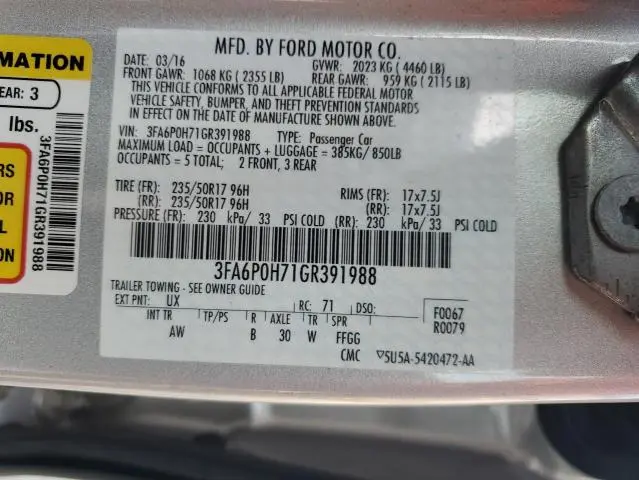 MFD. BY FORD MOTOR CO.
DATE: 03/16 GVWR: 2023 KG ( 4460 LB)
FRONT GAWR: 1068 KG ( 2355 LB) REAR GAWR: 959 KG ( 2115 LB)
THIS VEHICLE CONFORMS TO ALL APPLICABLE FEDERAL MOTOR
VEHICLE SAFETY, BUMPER, AND THEFT PREVENTION STANDARDS
IN EFFECT ON THE DATE OF MANUFACTURE SHOWN ABOVE.
VIN: 3FA6P0H71GR391988 TYPE: Passenger Car
MAXIMUM LOAD = OCCUPANTS + LUGGAGE = 385KG/ 850LB
OCCUPANTS = 5 TOTAL; 2 FRONT, 3 REAR
TIRE (FR): 235/50R17 96H RIMS (FR): 17x7.5J
(RR): 235/50R17 96H (RR): 17x7.5J
PRESSURE (FR): 230 kPa/ 33 PSI COLD (RR): 230 kPa/ 33 PSI COLD
3FA6P0H71GR391988
TRAILER TOWING - SEE OWNER GUIDE
EXT PNT: UX RC: 71 DSO: F0067
INT TR TP/PS R AXLE TR SPR R0079
AW B 30 W FFGG
CMC ▽5U5A-5420472-AA
RMATION
EAR: 3
lbs.
RS
OR
L
ON
3FA6P0H71GR391988